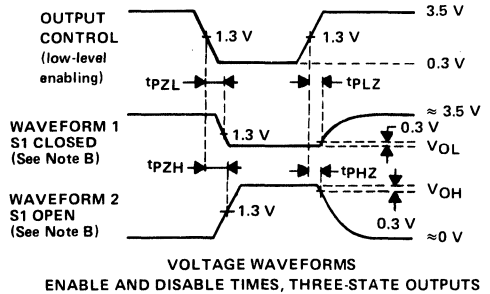 OUTPUT
CONTROL
(low-level
enabling)
3.5 V
1.3 V
1.3 V
0.3 V
tPZL
tPLZ
WAVEFORM 1
S1 CLOSED
(See Note B)
≈ 3.5 V
0.3 V
1.3 V
VOL
tPZH
tPHZ
WAVEFORM 2
S1 OPEN
(See Note B)
VOH
1.3 V
0.3 V
≈0 V
VOLTAGE WAVEFORMS
ENABLE AND DISABLE TIMES, THREE-STATE OUTPUTS